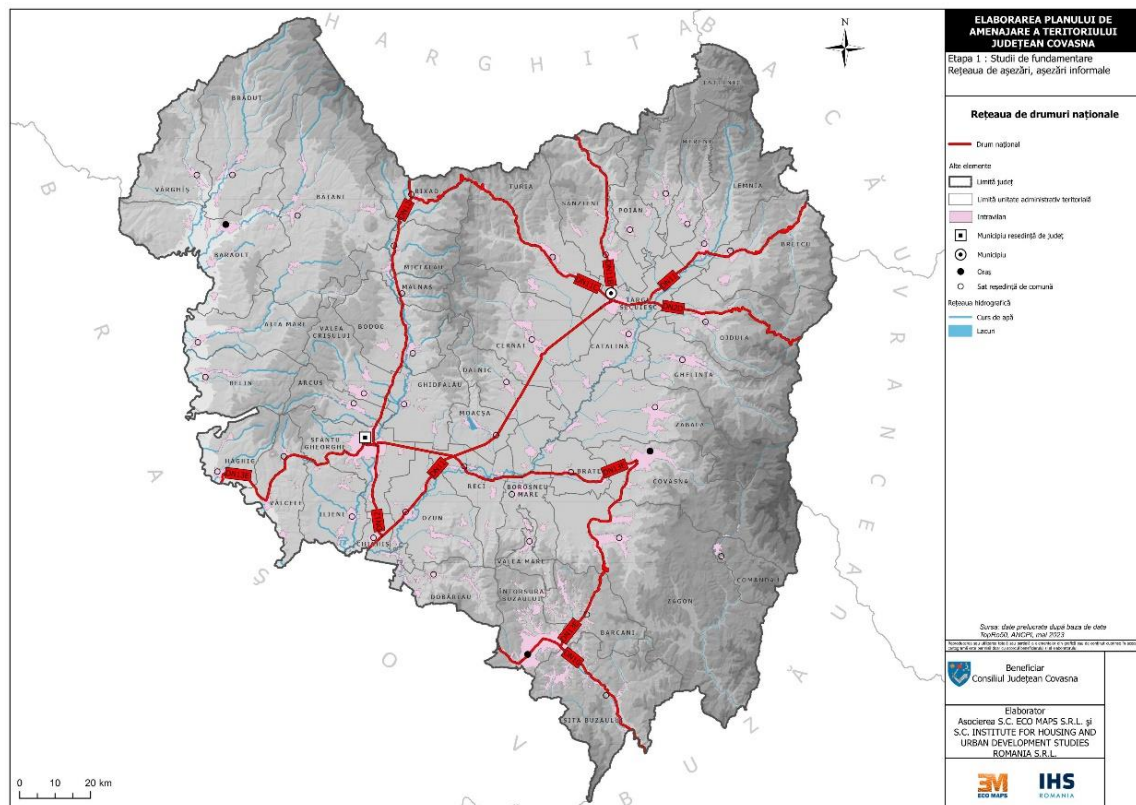 HARGHITA
BACĂU
VRANCEA
BUZĂU
BRAȘOV
N
BRĂDUT
VÂRGHIȘ
BĂȚANI
BARAOLT
BIXAD
TURIA
SÂNZIENI
POIAN
LEMNIA
BREȚCU
MICFALĂU
MALNAȘ
TÂRGU
SECUIESC
AITA MARE
VALEA
CRIȘULUI
BODOC
CERNAT
CATALINA
OJDULA
DALNIC
GHELINȚA
BELIN
ARCUȘ
GHIDFALĂU
MOACȘA
ZĂBALA
SFÂNTU
GHEORGHE
HĂGHIG
RECI
BRATEȘ
COVASNA
BOROȘNEU
MARE
VÂLCELE
ILIENI
OZUN
CHICHIȘ
VALEA MARE
COMANDĂU
DOBÂRLĂU
ÎNTORSURA
BUZĂULUI
ZAGON
BARCANI
SITA BUZĂULUI
0 10 20 km
ELABORAREA PLANULUI DE
AMENAJARE A TERITORIULUI
JUDEȚEAN COVASNA
Etapa 1 : Studii de fundamentare
Rețeaua de așezări, așezări informale
Rețeaua de drumuri naționale
Drum național
Alte elemente
Limită județ
Limită unitate administrativ teritorială
Intravilan
Municipiu reședință de județ
Municipiu
Oraș
Sat reședință de comună
Rețeaua hidrografică
Curs de apă
Lacuri
Sursa: date prelucrate după baza de date
TopRo50, ANCPI, mai 2023
Beneficiar
Consiliul Județean Covasna
Elaborator
Asocierea S.C. ECO MAPS S.R.L. și
S.C. INSTITUTE FOR HOUSING AND
URBAN DEVELOPMENT STUDIES
ROMANIA S.R.L.
ECO MAPS
IHS
ROMANIA